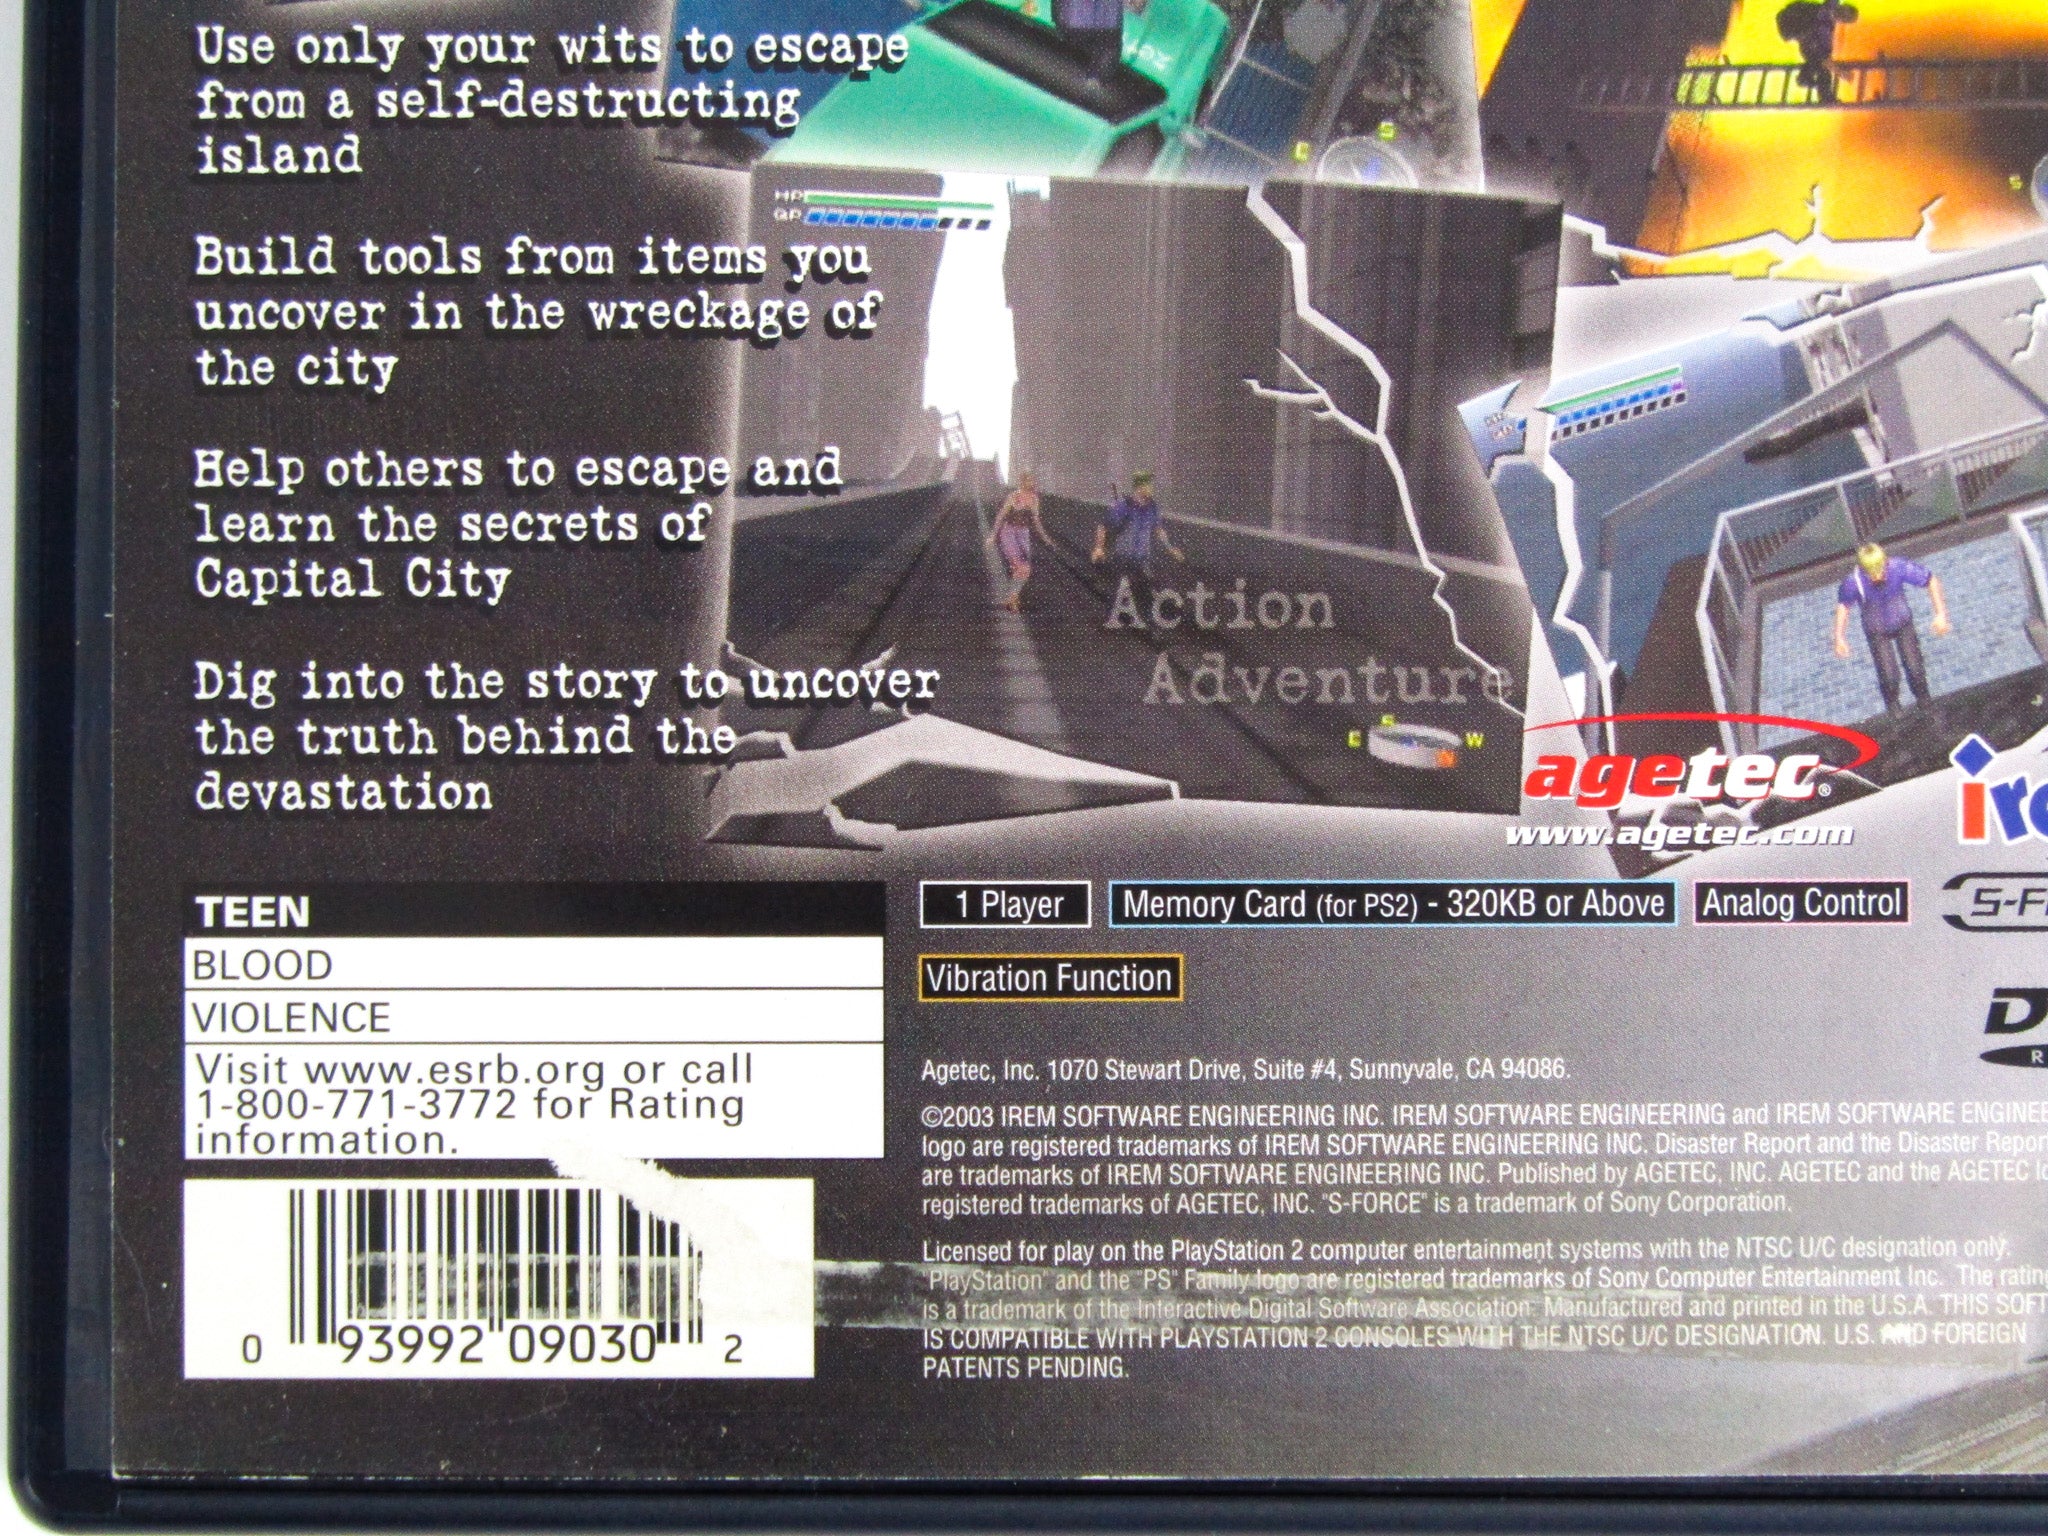 Use only your wits to escape
from a self-destructing
island
Build tools from items you
uncover in the wreckage of
the city
Help others to escape and
learn the secrets of
Capital City
Dig into the story to uncover
the truth behind the
devastation
HP
QP
S
E
S
Action
Adventure
S
E
W
N
agetec®
www.agetec.com
TEEN
BLOOD
VIOLENCE
Visit www.esrb.org or call
1-800-771-3772 for Rating
information.
1 Player
Memory Card (for PS2) - 320KB or Above
Analog Control
Vibration Function
Agetec, Inc. 1070 Stewart Drive, Suite #4, Sunnyvale, CA 94086.
©2003 IREM SOFTWARE ENGINEERING INC. IREM SOFTWARE ENGINEERING and IREM SOFTWARE
logo are registered trademarks of IREM SOFTWARE ENGINEERING INC. Disaster Report and the Disaster Report
are trademarks of IREM SOFTWARE ENGINEERING INC. Published by AGETEC, INC. AGETEC and the AGETEC
registered trademarks of AGETEC, INC. "S-FORCE" is a trademark of Sony Corporation.
Licensed for play on the PlayStation 2 computer entertainment systems with the NTSC U/C designation only.
"PlayStation" and the "PS" Family logo are registered trademarks of Sony Computer Entertainment Inc. The
is a trademark of the Interactive Digital Software Association. Manufactured and printed in the U.S.A. THIS
IS COMPATIBLE WITH PLAYSTATION 2 CONSOLES WITH THE NTSC U/C DESIGNATION. U.S. AND FOREIGN
PATENTS PENDING.
0 93992 09030 2